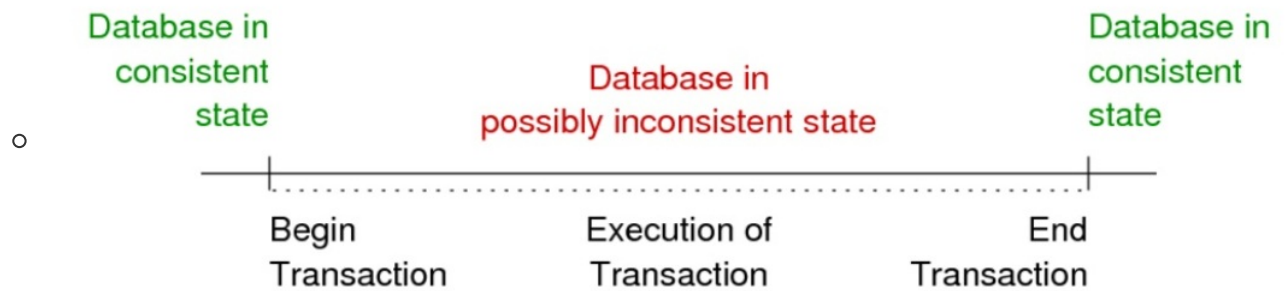 Database in
consistent
state
Database in
possibly inconsistent state
Database in
consistent
state
Begin
Transaction
Execution of
Transaction
End
Transaction